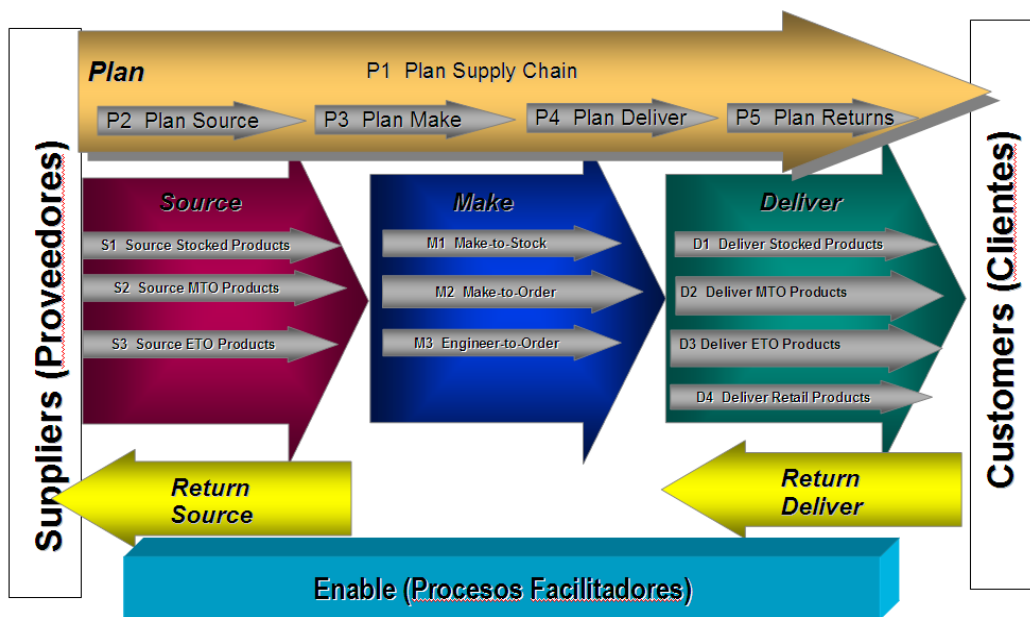 Suppliers (Proveedores)
Plan
P1 Plan Supply Chain
P2 Plan Source
P3 Plan Make
P4 Plan Deliver
P5 Plan Returns
Source
S1 Source Stocked Products
S2 Source MTO Products
S3 Source ETO Products
Make
M1 Make-to-Stock
M2 Make-to-Order
M3 Engineer-to-Order
Deliver
D1 Deliver Stocked Products
D2 Deliver MTO Products
D3 Deliver ETO Products
D4 Deliver Retail Products
Return
Source
Return
Deliver
Enable (Procesos Facilitadores)
Customers (Clientes)